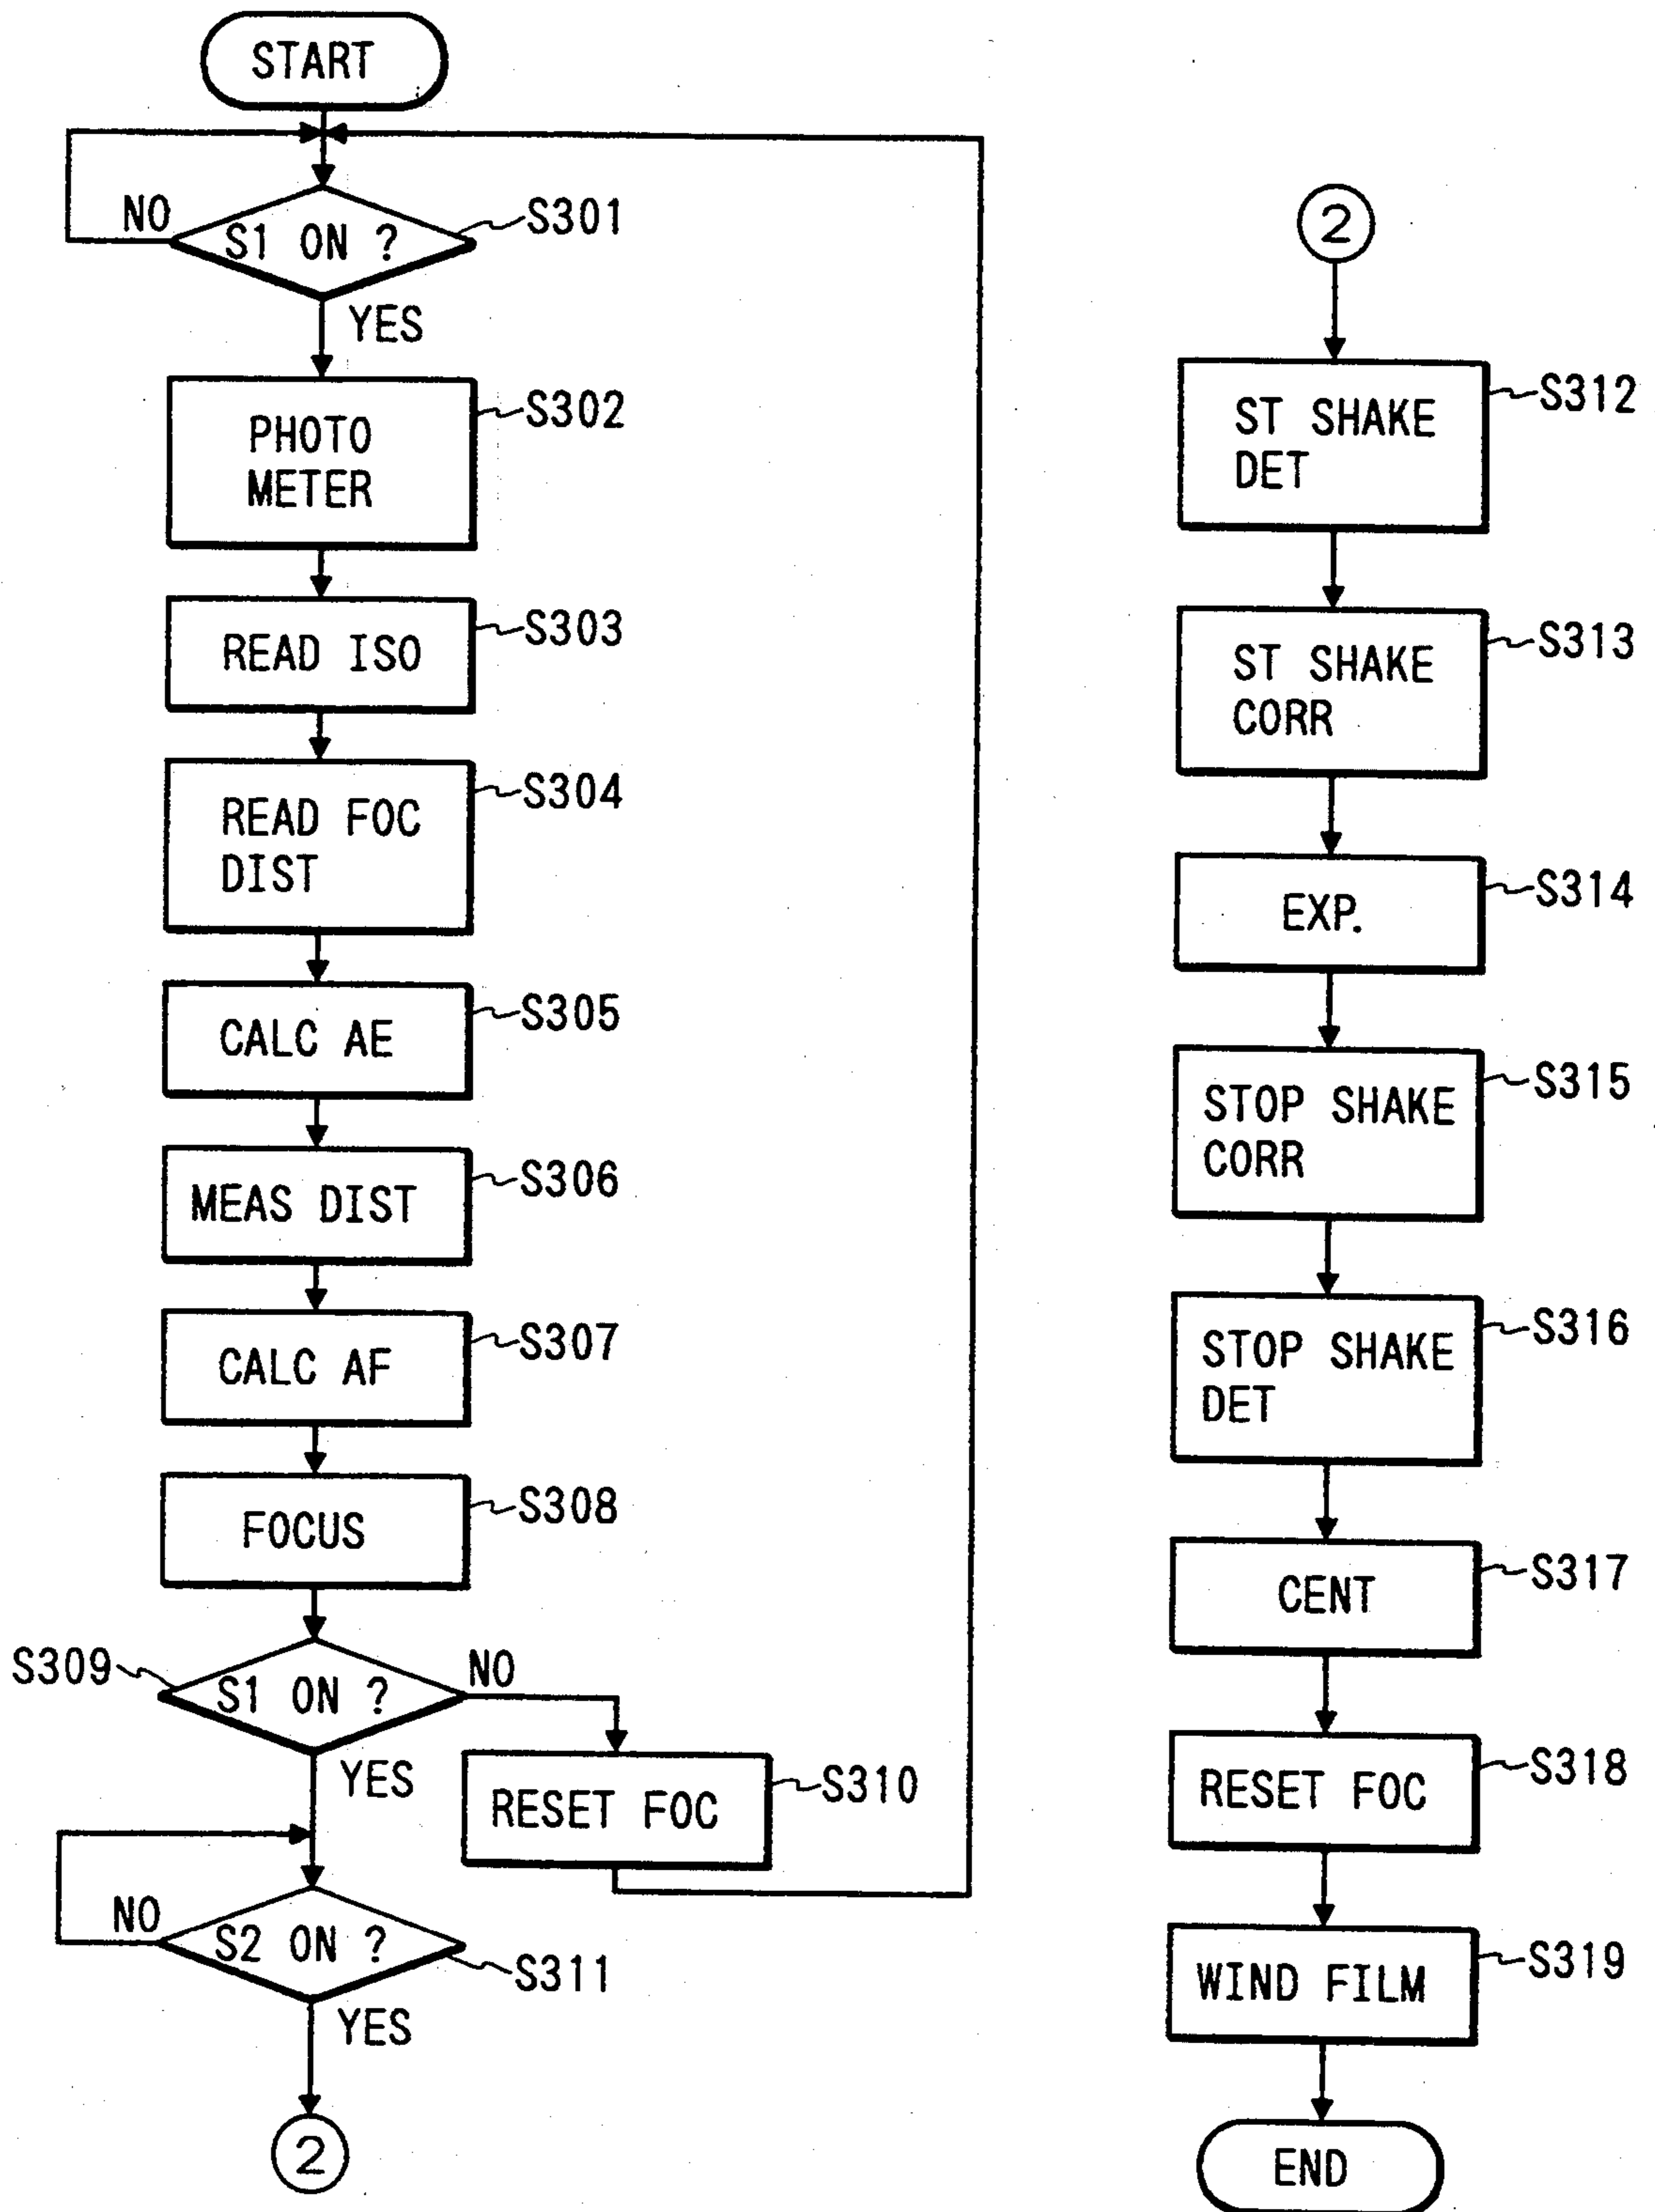 START
NO
S1 ON ?
S301
YES
PHOTO
METER
S302
READ ISO
S303
READ FOC
DIST
S304
CALC AE
S305
MEAS DIST
S306
CALC AF
S307
FOCUS
S308
S309
S1 ON ?
NO
YES
RESET FOC
S310
NO
S2 ON ?
S311
YES
2
2
ST SHAKE
DET
S312
ST SHAKE
CORR
S313
EXP.
S314
STOP SHAKE
CORR
S315
STOP SHAKE
DET
S316
CENT
S317
RESET FOC
S318
WIND FILM
S319
END